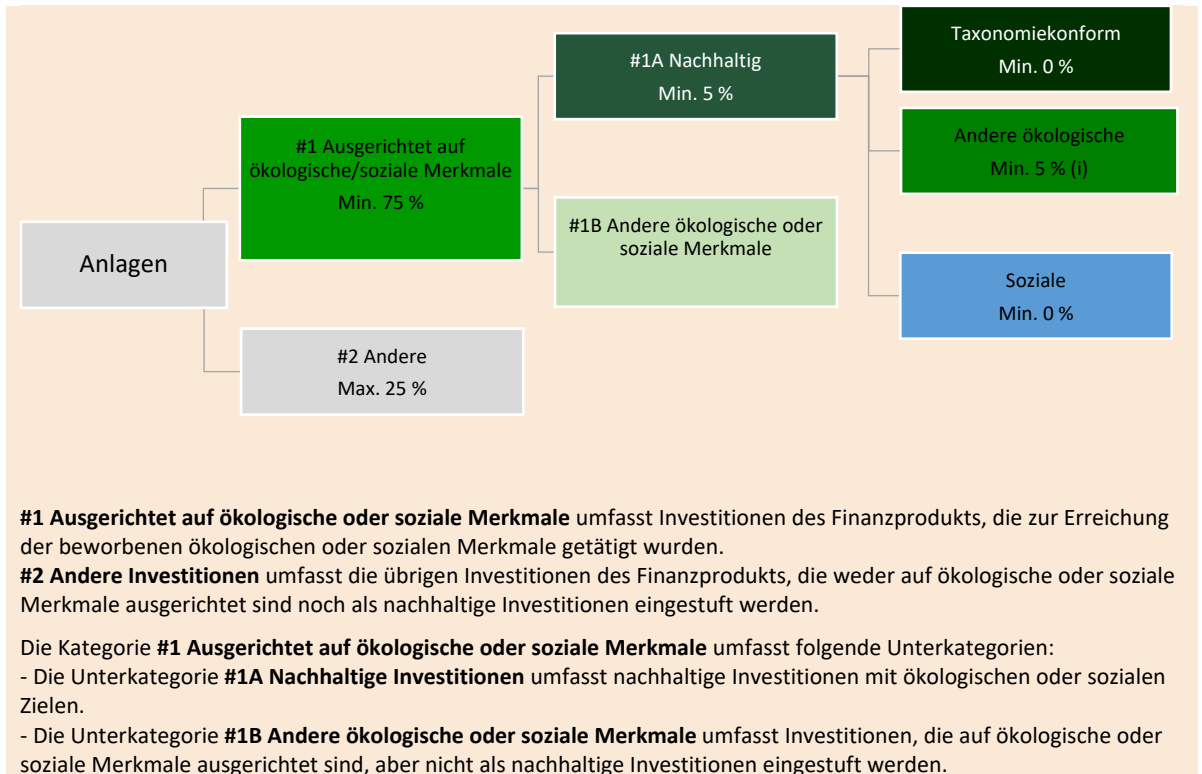 Anlagen
#1 Ausgerichtet auf
ökologische/soziale Merkmale
Min. 75 %
#2 Andere
Max. 25 %
#1A Nachhaltig
Min. 5 %
#1B Andere ökologische oder
soziale Merkmale
Taxonomiekonform
Min. 0 %
Andere ökologische
Min. 5 % (i)
Soziale
Min. 0 %
#1 Ausgerichtet auf ökologische oder soziale Merkmale umfasst Investitionen des Finanzprodukts, die zur Erreichung
der beworbenen ökologischen oder sozialen Merkmale getätigt wurden.
#2 Andere Investitionen umfasst die übrigen Investitionen des Finanzprodukts, die weder auf ökologische oder soziale
Merkmale ausgerichtet sind noch als nachhaltige Investitionen eingestuft werden.
Die Kategorie #1 Ausgerichtet auf ökologische oder soziale Merkmale umfasst folgende Unterkategorien:
- Die Unterkategorie #1A Nachhaltige Investitionen umfasst nachhaltige Investitionen mit ökologischen oder sozialen
Zielen.
- Die Unterkategorie #1B Andere ökologische oder soziale Merkmale umfasst Investitionen, die auf ökologische oder
soziale Merkmale ausgerichtet sind, aber nicht als nachhaltige Investitionen eingestuft werden.